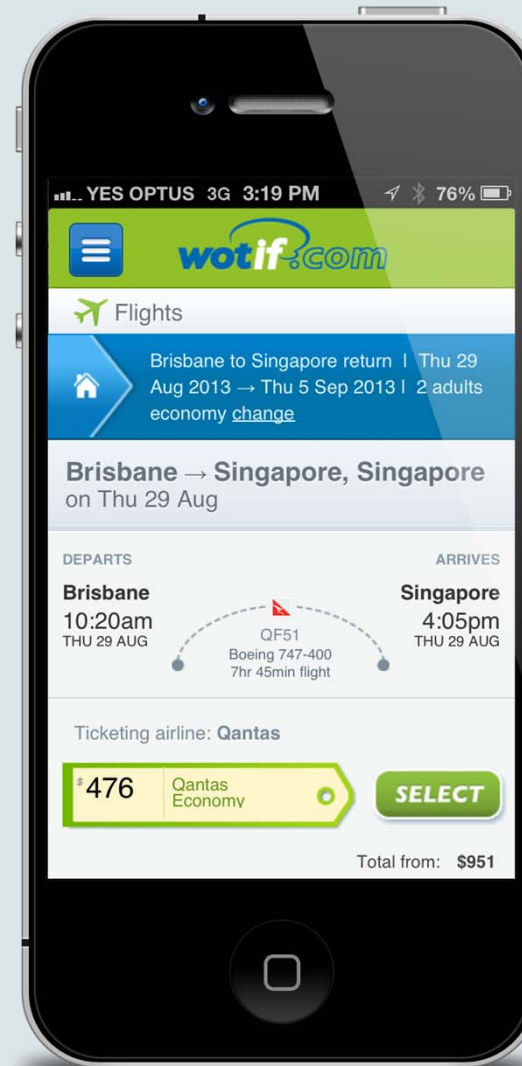 YES OPTUS 3G 3:19 PM 76%
wotif.com
Flights
Brisbane to Singapore return | Thu 29
Aug 2013 → Thu 5 Sep 2013 | 2 adults
economy change
Brisbane → Singapore, Singapore
on Thu 29 Aug
DEPARTS ARRIVES
Brisbane Singapore
10:20am 4:05pm
THU 29 AUG THU 29 AUG
QF51
Boeing 747-400
7hr 45min flight
Ticketing airline: Qantas
$476 Qantas
Economy
SELECT
Total from: $951